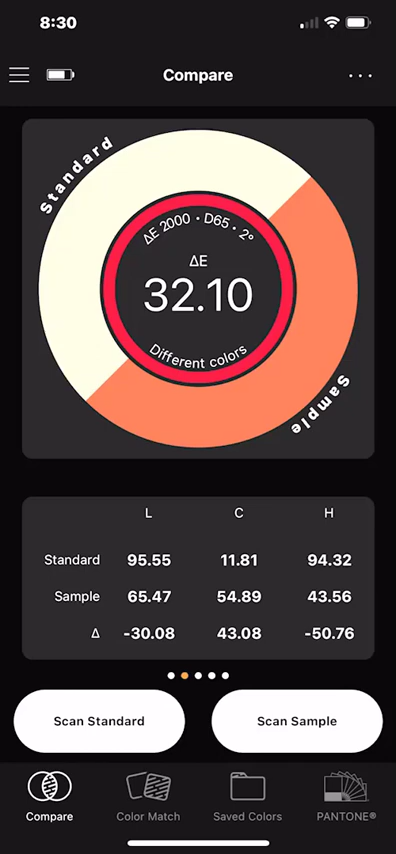 8:30
Compare
Standard
ΔE 2000 • D65 • 2°
ΔE
32.10
Different colors
Sample
L C H
Standard 95.55 11.81 94.32
Sample 65.47 54.89 43.56
Δ -30.08 43.08 -50.76
Scan Standard Scan Sample
Compare Color Match Saved Colors PANTONE®